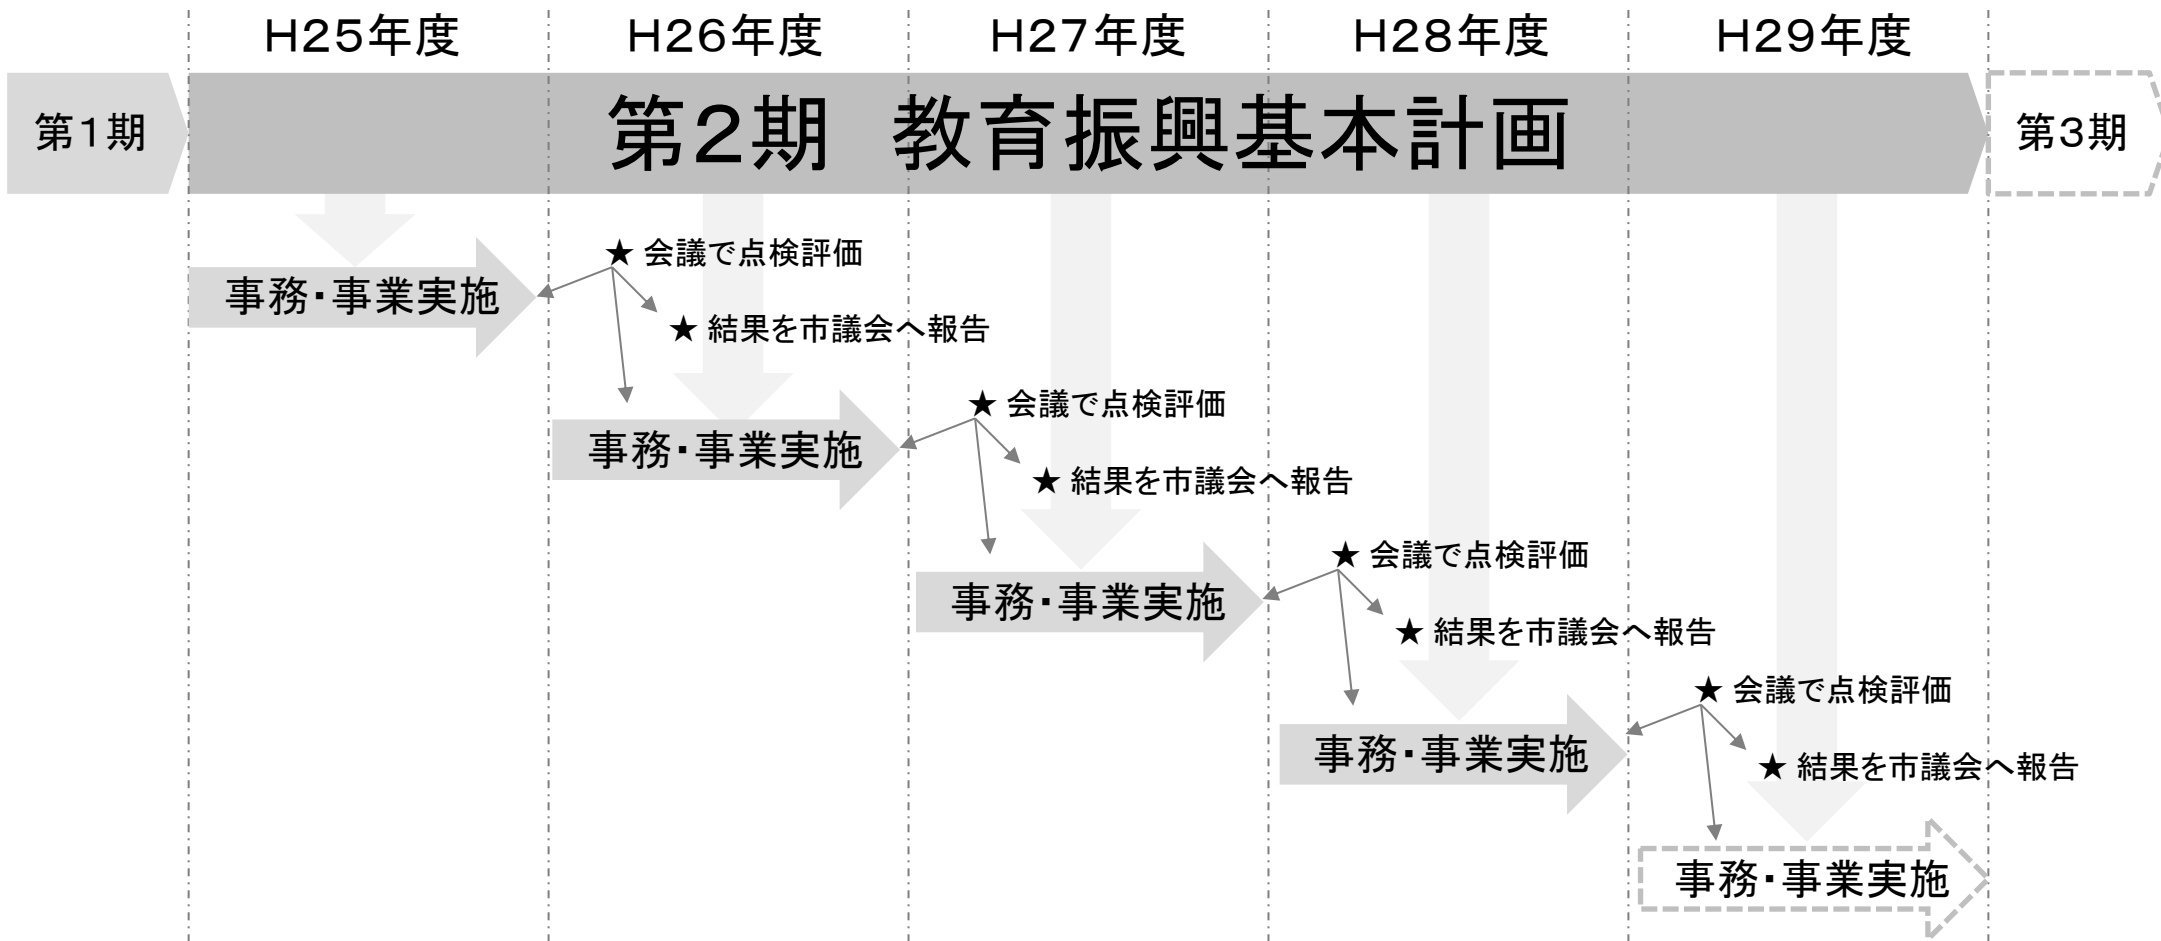 H25年度
H26年度
H27年度
H28年度
H29年度
第1期
第2期　教育振興基本計画
第3期
★ 会議で点検評価
事務・事業実施
★ 結果を市議会へ報告
★ 会議で点検評価
事務・事業実施
★ 結果を市議会へ報告
★ 会議で点検評価
事務・事業実施
★ 結果を市議会へ報告
★ 会議で点検評価
事務・事業実施
★ 結果を市議会へ報告
事務・事業実施